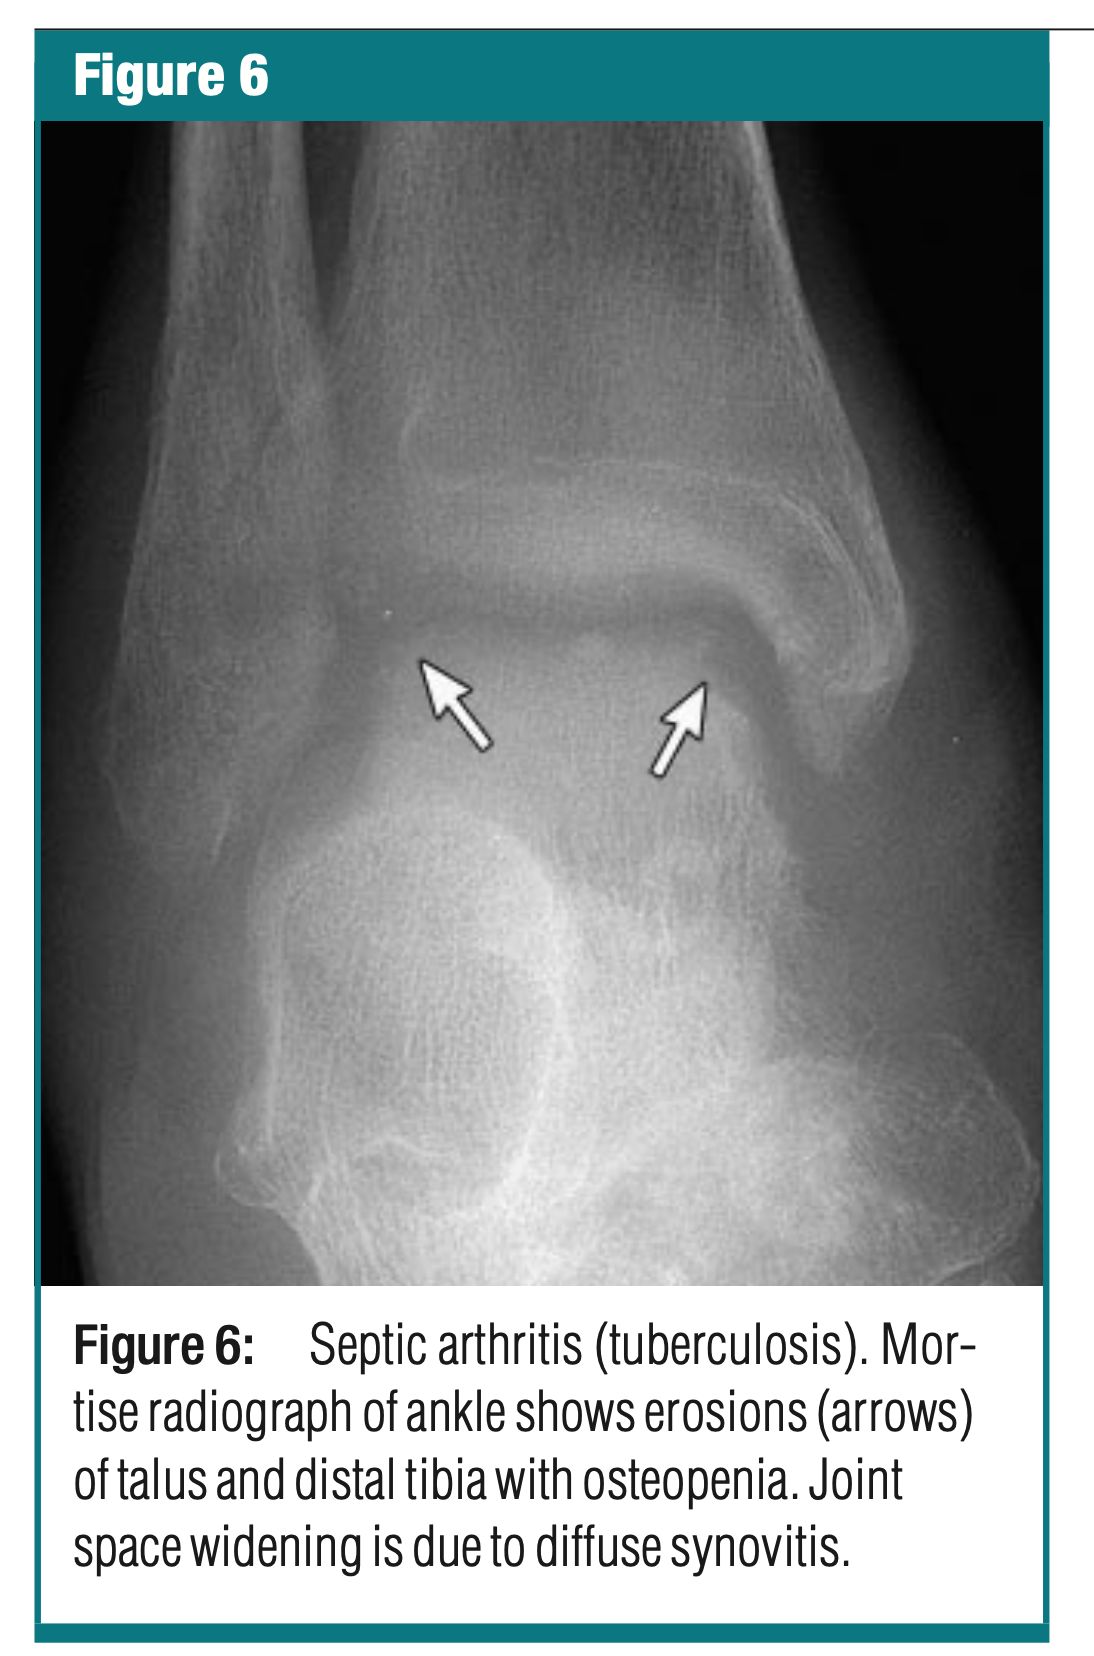 Figure 6
Figure 6: Septic arthritis (tuberculosis). Mor-
tise radiograph of ankle shows erosions (arrows)
of talus and distal tibia with osteopenia. Joint
space widening is due to diffuse synovitis.